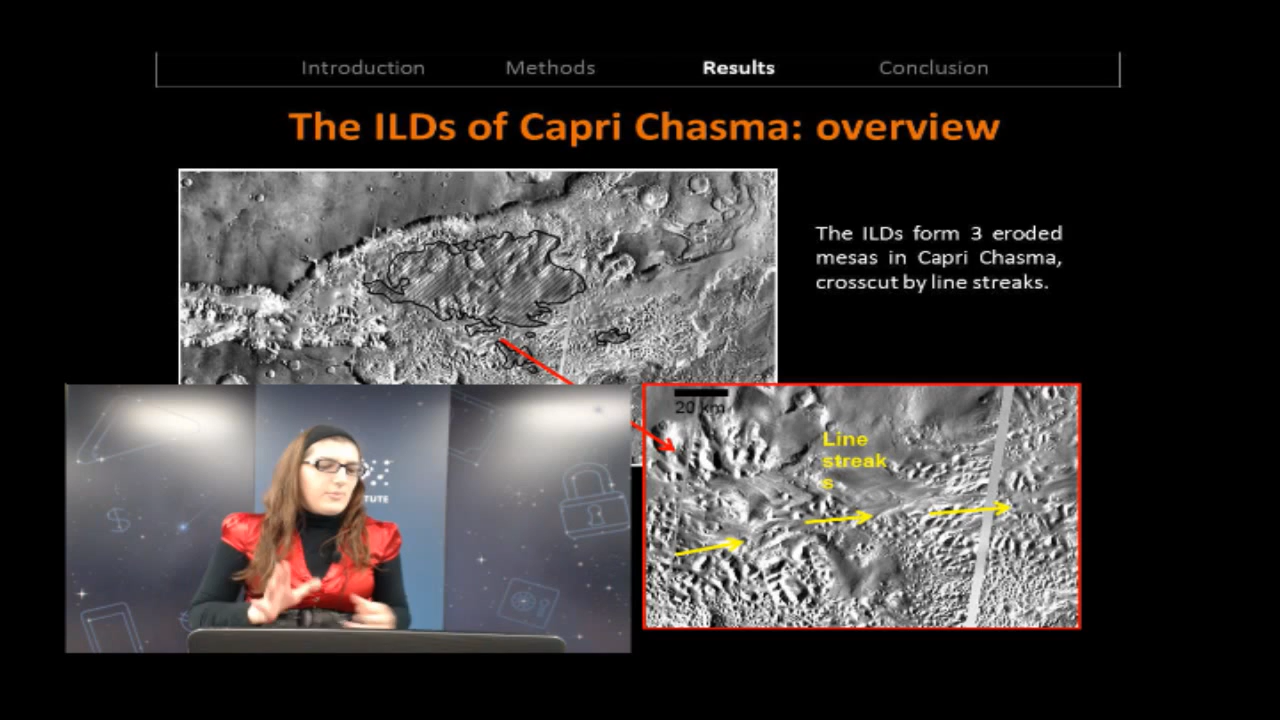 Introduction Methods Results Conclusion
The ILDs of Capri Chasma: overview
The ILDs form 3 eroded
mesas in Capri Chasma,
crosscut by line streaks.
20 km
Line
streak
s
TUTE